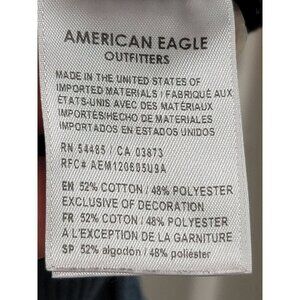 AMERICAN EAGLE
OUTFITTERS
MADE IN THE UNITED STATES OF
IMPORTED MATERIALS / FABRIQUÉ AUX
ÉTATS-UNIS AVEC DES MATÉRIAUX
IMPORTÉS/HECHO DE MATERIALES
IMPORTADOS EN ESTADOS UNIDOS
RN 54485 / CA 03873
RFC# AEM120605U9A
EN 52% COTTON / 48% POLYESTER
EXCLUSIVE OF DECORATION
FR 52% COTON / 48% POLYESTER
A L'EXCEPTION DE LA GARNITURE
SP 52% algodon / 48% poliéster